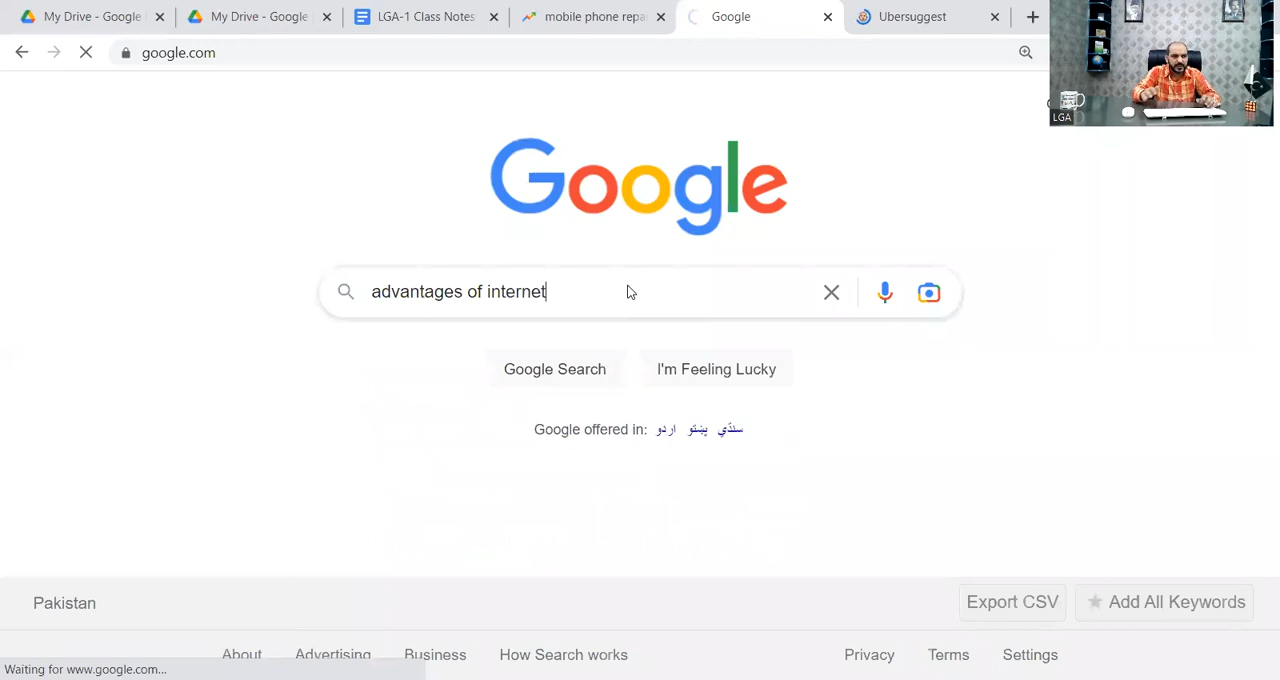 My Drive - Google
My Drive - Google
LGA-1 Class Notes
mobile phone repa
Google
Ubersuggest
google.com
LGA
Google
advantages of internet
Google Search
I'm Feeling Lucky
Google offered in: اردو پښتو سنڌي
Pakistan
Export CSV
Add All Keywords
About
Advertising
Business
How Search works
Privacy
Terms
Settings
Waiting for www.google.com...